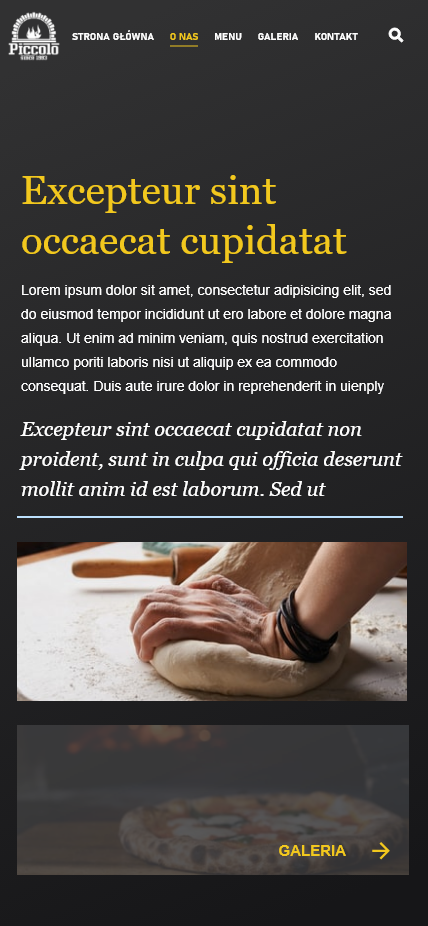 Piccolo
STRONA GŁÓWNA O NAS MENU GALERIA KONTAKT
Excepteur sint
occaecat cupidatat
Lorem ipsum dolor sit amet, consectetur adipisicing elit, sed
do eiusmod tempor incididunt ut ero labore et dolore magna
aliqua. Ut enim ad minim veniam, quis nostrud exercitation
ullamco poriti laboris nisi ut aliquip ex ea commodo
consequat. Duis aute irure dolor in reprehenderit in uienply
Excepteur sint occaecat cupidatat non
proident, sunt in culpa qui officia deserunt
mollit anim id est laborum. Sed ut
GALERIA